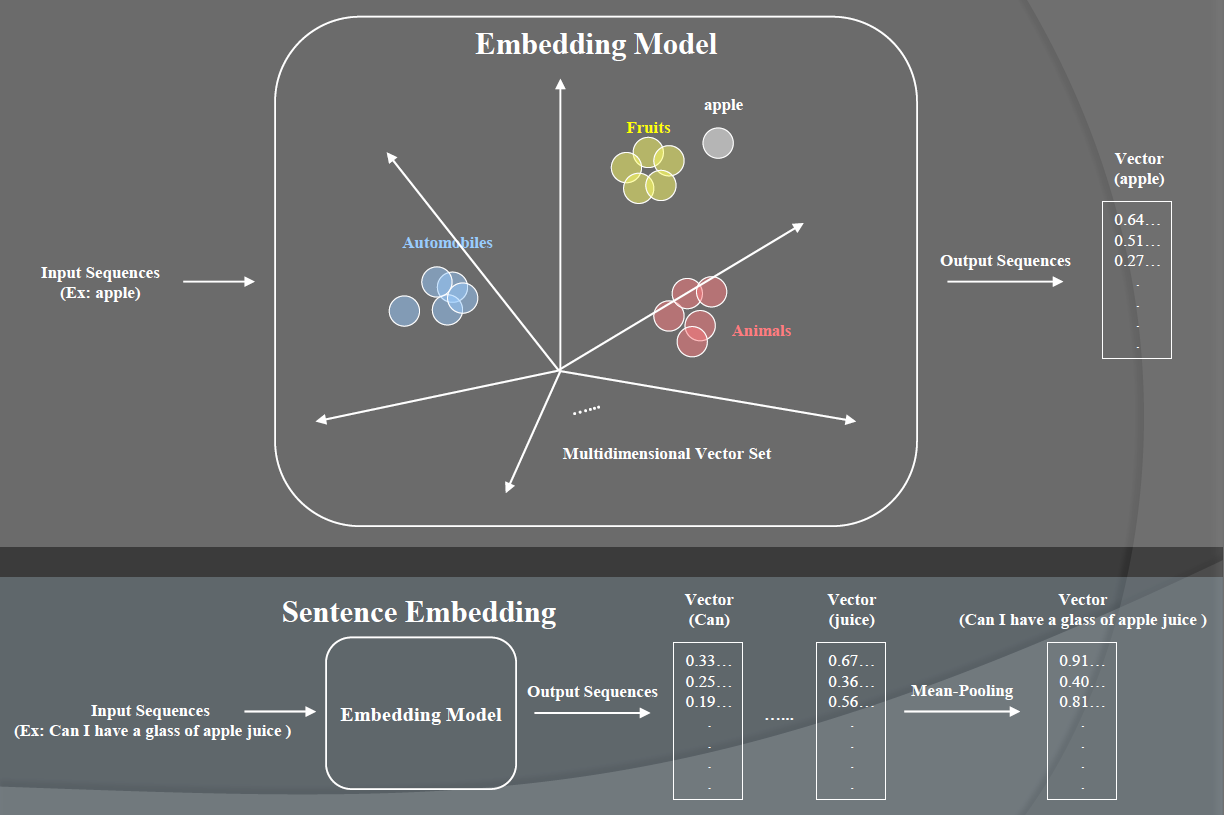 Embedding Model
apple
Fruits
Automobiles
Animals
Multidimensional Vector Set
......
Input Sequences
(Ex: apple)
Output Sequences
Vector
(apple)
0.64...
0.51...
0.27...
.
.
.
.
Sentence Embedding
Input Sequences
(Ex: Can I have a glass of apple juice )
Embedding Model
Output Sequences
Vector
(Can)
0.33...
0.25...
0.19...
.
.
.
.
......
Vector
(juice)
0.67...
0.36...
0.56...
.
.
.
.
Mean-Pooling
Vector
(Can I have a glass of apple juice )
0.91...
0.40...
0.81...
.
.
.
.